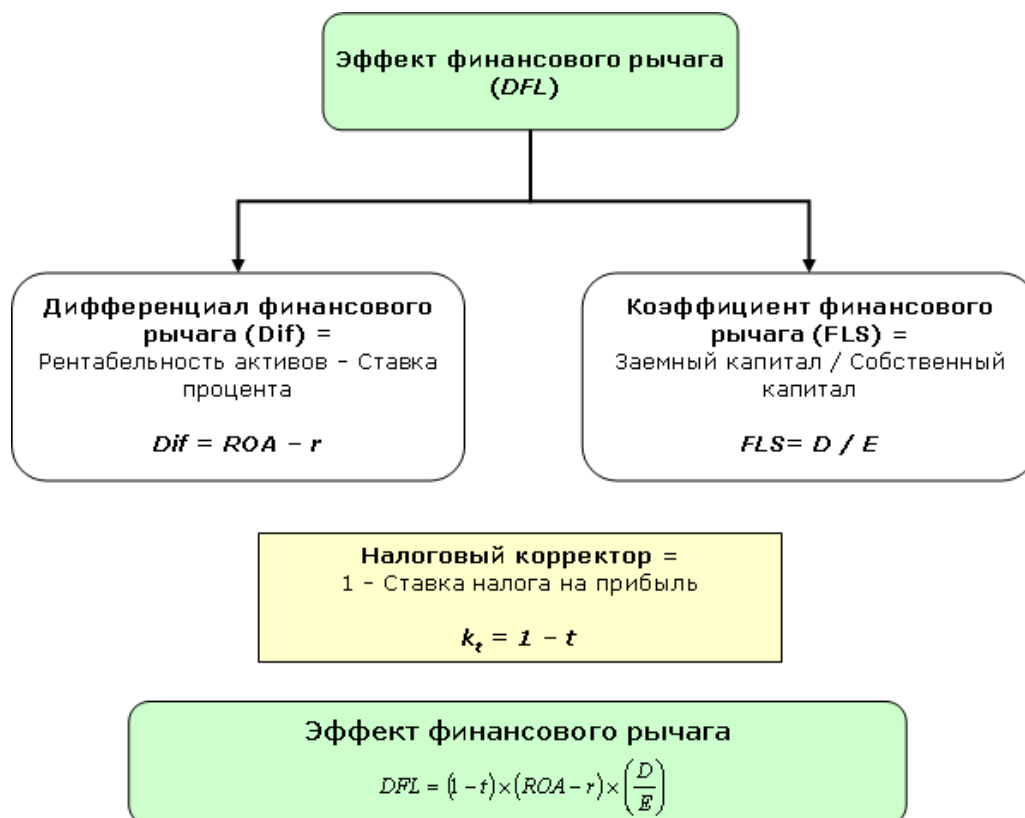 Эффект финансового рычага
(DFL)
Дифференциал финансового
рычага (Dif) =
Рентабельность активов – Ставка
процента
Dif = ROA – r
Коэффициент финансового
рычага (FLS) =
Заемный капитал / Собственный
капитал
FLS= D / E
Налоговый корректор =
1 - Ставка налога на прибыль
kₜ = 1 – t
Эффект финансового рычага
DFL = (1 – t) × (ROA – r) × (D/E)